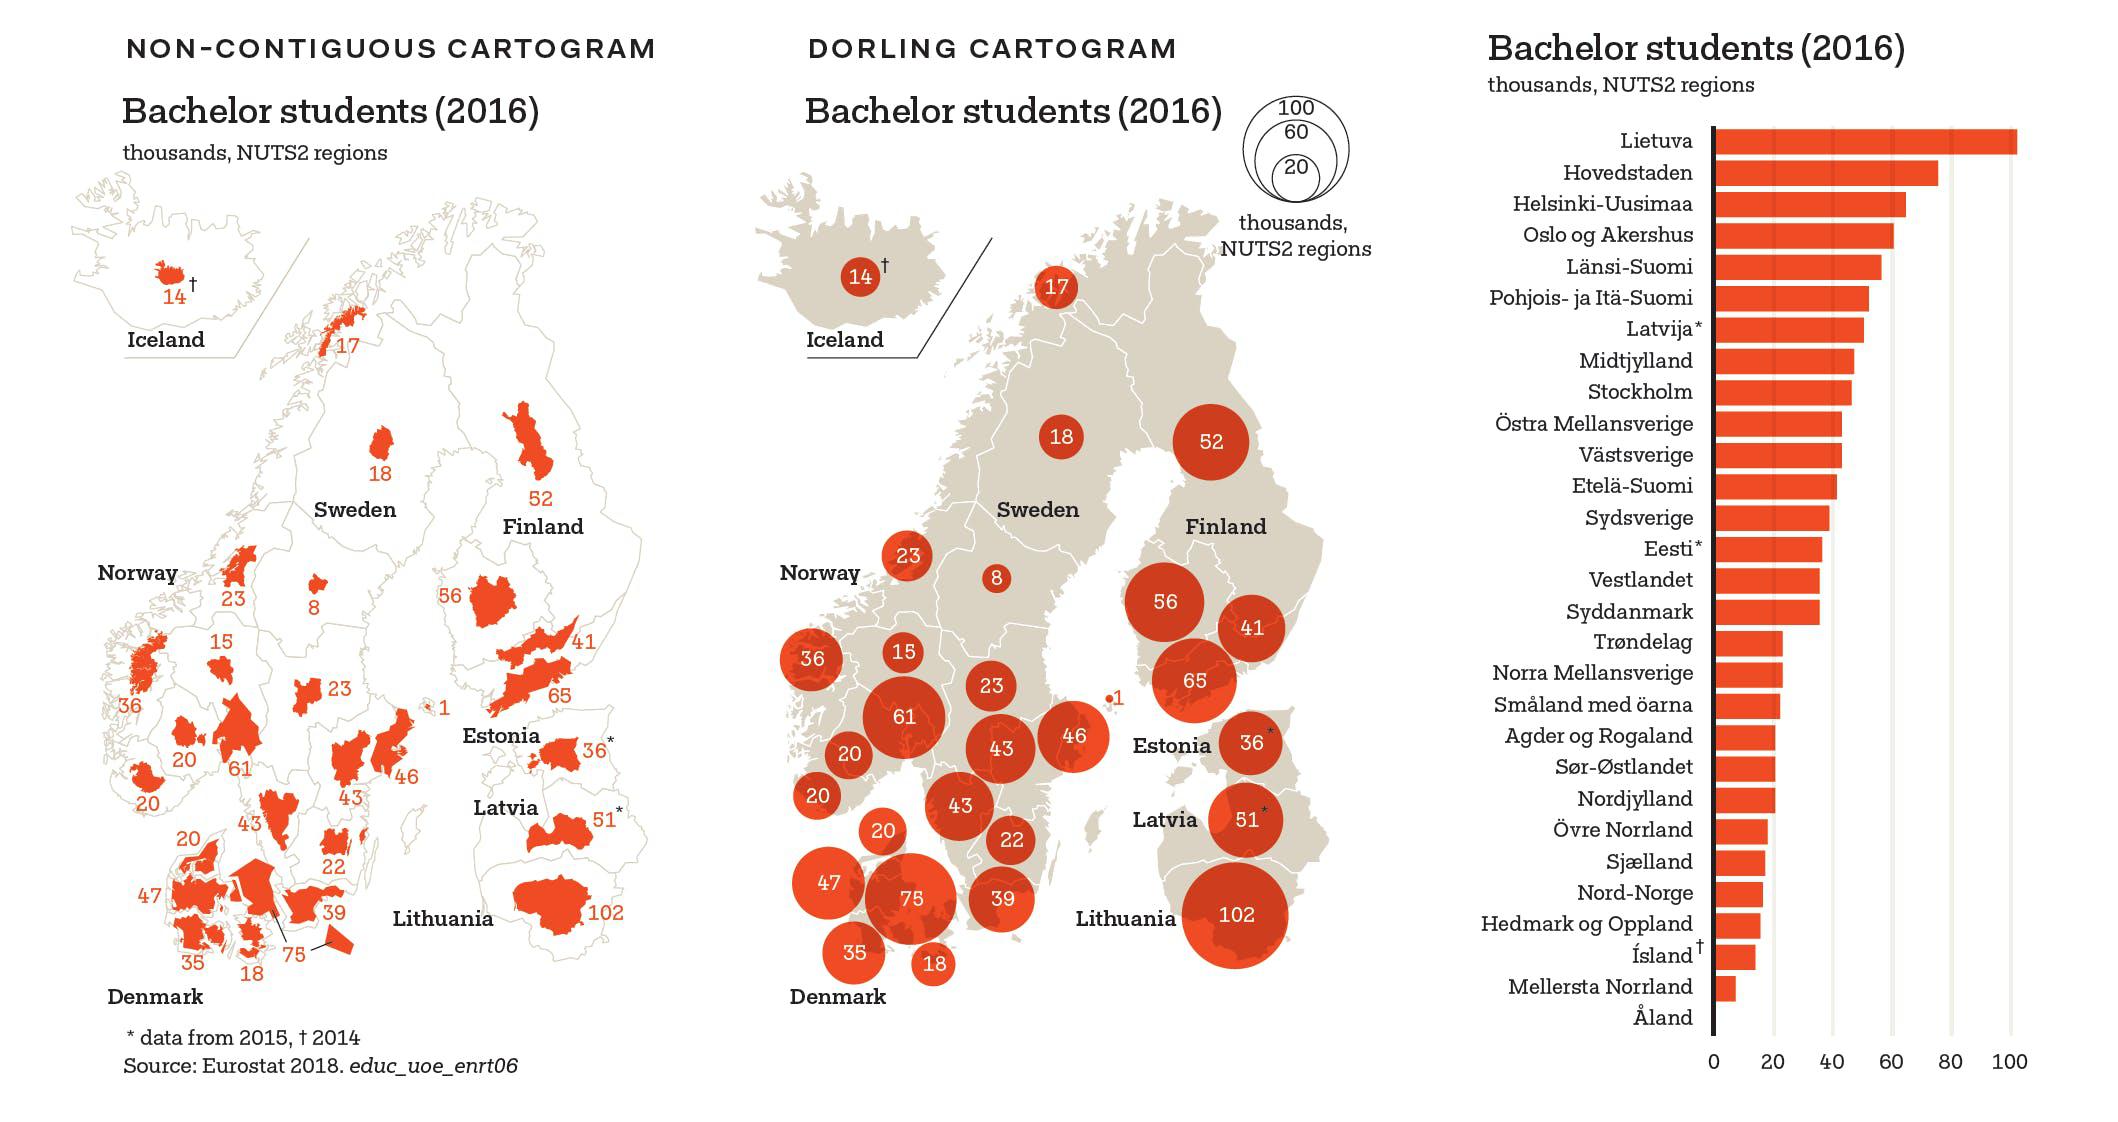 NON-CONTIGUOUS CARTOGRAM
Bachelor students (2016)
thousands, NUTS2 regions
14†
Iceland
17
18
Sweden
52
Finland
Norway
23
8
56
15
41
36
23
65
1
20
61
Estonia
36*
46
20
43
Latvia
51*
43
20
22
47
39
Lithuania
102
35
18
75
Denmark
* data from 2015, † 2014
Source: Eurostat 2018. educ_uoe_enrt06
DORLING CARTOGRAM
Bachelor students (2016)
100
60
20
thousands,
NUTS2 regions
14†
17
Iceland
18
52
Sweden
Finland
23
Norway
8
56
41
36
15
65
23
1
61
46
43
Estonia
36*
20
20
43
Latvia
51*
20
22
47
75
39
Lithuania
102
35
18
Denmark
Bachelor students (2016)
thousands, NUTS2 regions
Lietuva
Hovedstaden
Helsinki-Uusimaa
Oslo og Akershus
Länsi-Suomi
Pohjois- ja Itä-Suomi
Latvija*
Midtjylland
Stockholm
Östra Mellansverige
Västsverige
Etelä-Suomi
Sydsverige
Eesti*
Vestlandet
Syddanmark
Trøndelag
Norra Mellansverige
Småland med öarna
Agder og Rogaland
Sør-Østlandet
Nordjylland
Övre Norrland
Sjælland
Nord-Norge
Hedmark og Oppland
Ísland†
Mellersta Norrland
Åland
0 20 40 60 80 100